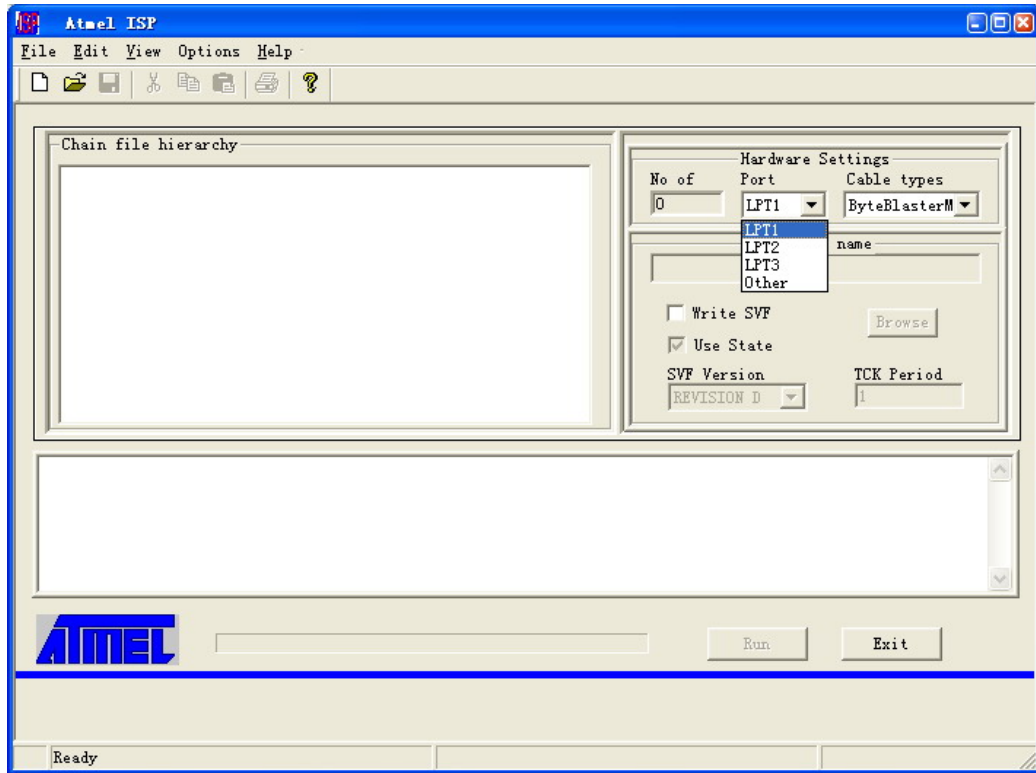 Atmel ISP
File Edit View Options Help
Chain file hierarchy
Hardware Settings
No of Port Cable types
0 LPT1 ByteBlasterM
LPT1
LPT2
LPT3
Other
name
Write SVF
Browse
Use State
SVF Version TCK Period
REVISION D 1
ATMEL
Run Exit
Ready